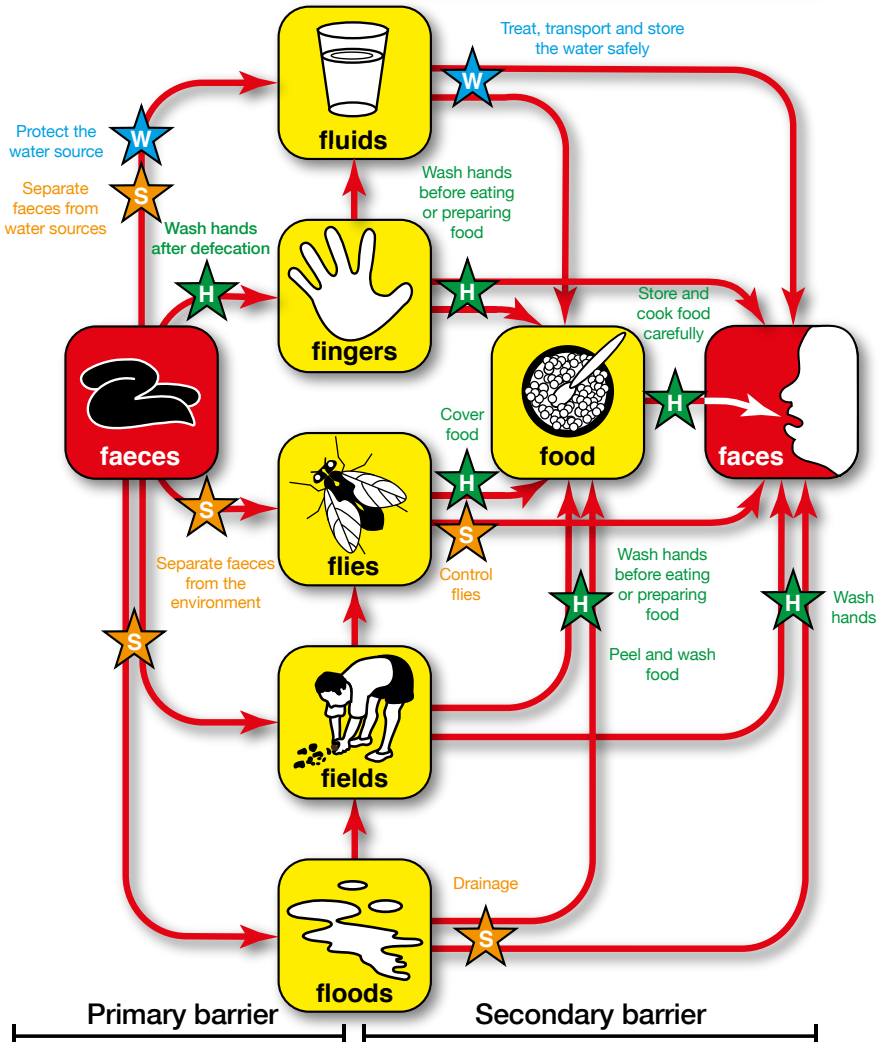 Treat, transport and store
the water safely
W
fluids
W
Protect the
water source
S
Separate
faeces from
water sources
Wash hands
before eating
or preparing
food
Wash hands
after defecation
H
H
fingers
Store and
cook food
carefully
H
faeces
food
faces
Cover
food
H
S
S
Separate faeces
from the
environment
flies
Control
flies
Wash hands
before eating
or preparing
food
H
H
Wash
hands
S
Peel and wash
food
fields
Drainage
S
floods
Primary barrier
Secondary barrier